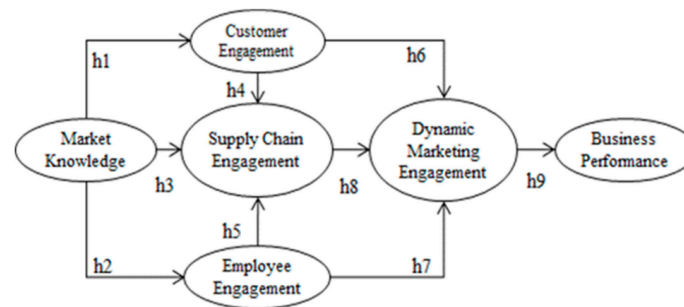 Customer
Engagement
h1
h6
h4
Market
Knowledge
Supply Chain
Engagement
Dynamic
Marketing
Engagement
Business
Performance
h3
h8
h9
h5
h2
h7
Employee
Engagement